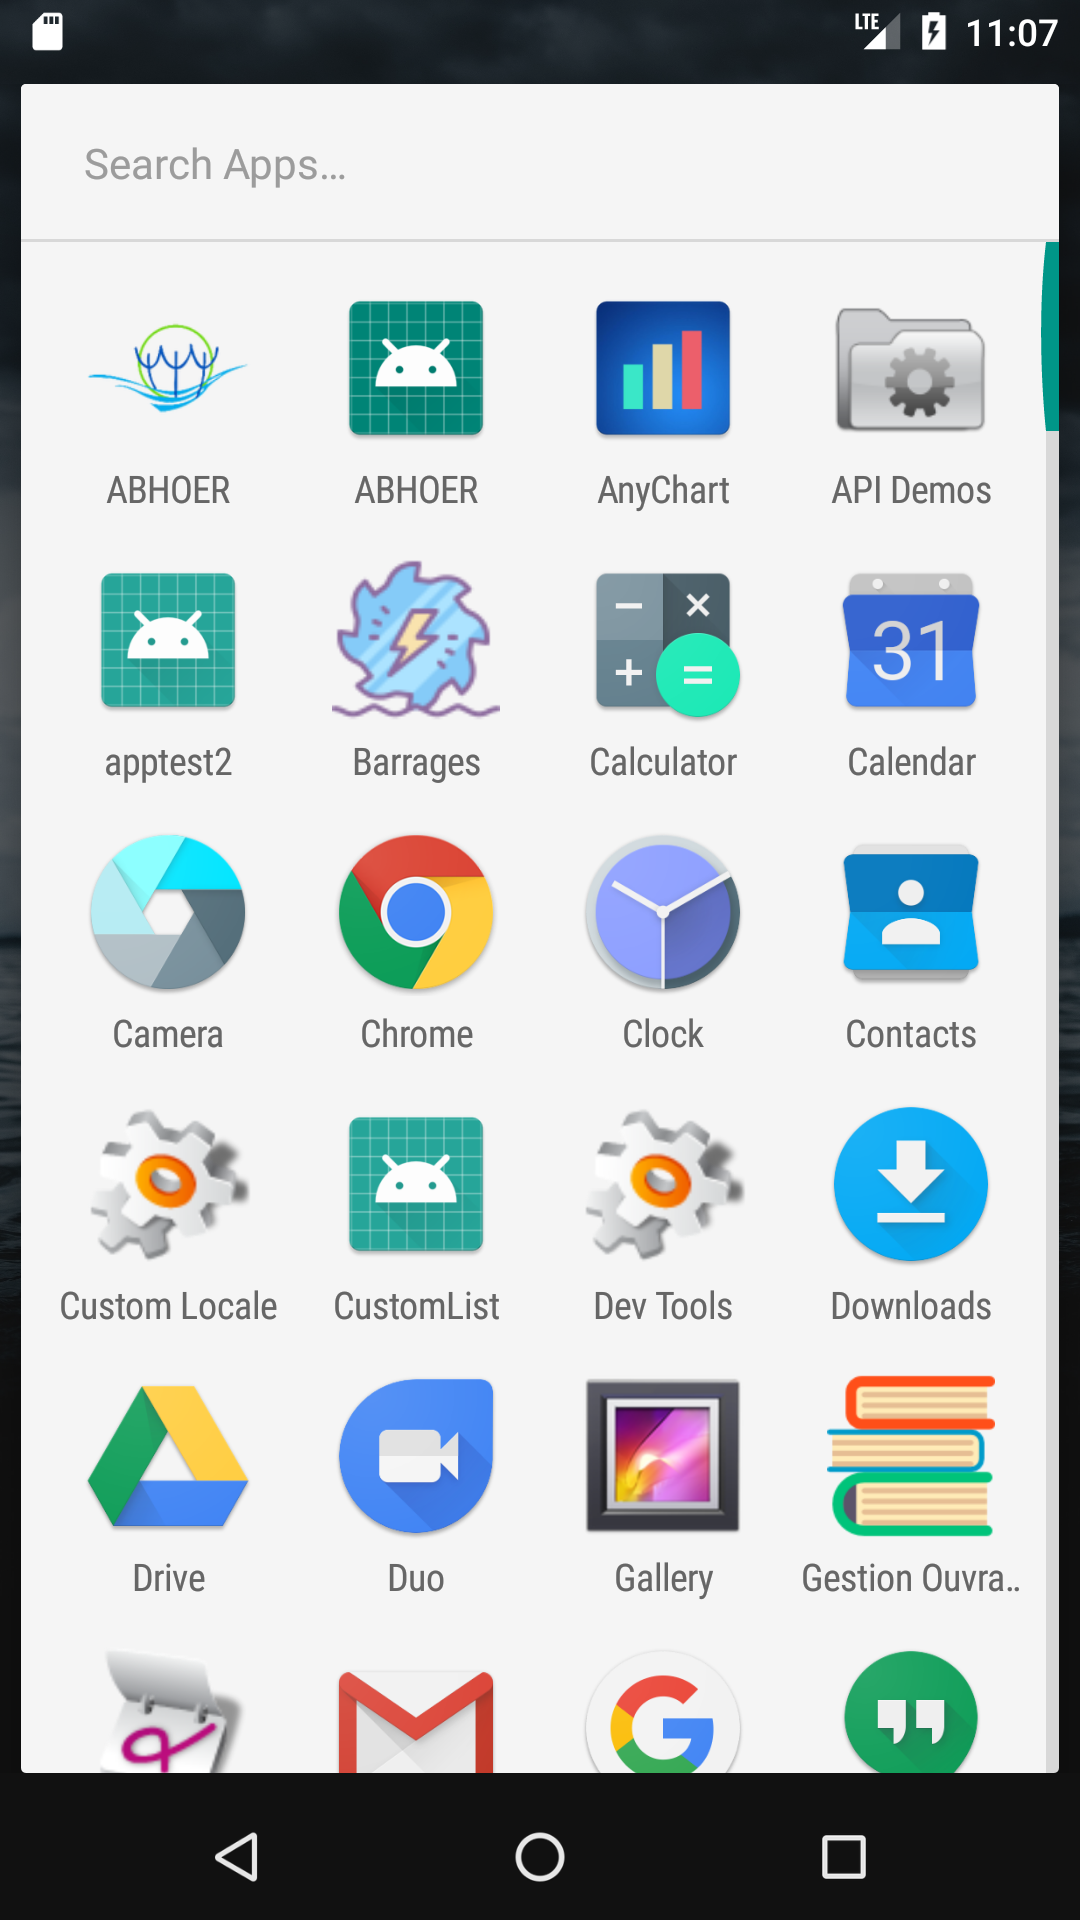 LTE 11:07
Search Apps...
ABHOER ABHOER AnyChart API Demos
31
apptest2 Barrages Calculator Calendar
Camera Chrome Clock Contacts
Custom Locale CustomList Dev Tools Downloads
Drive Duo Gallery Gestion Ouvra..